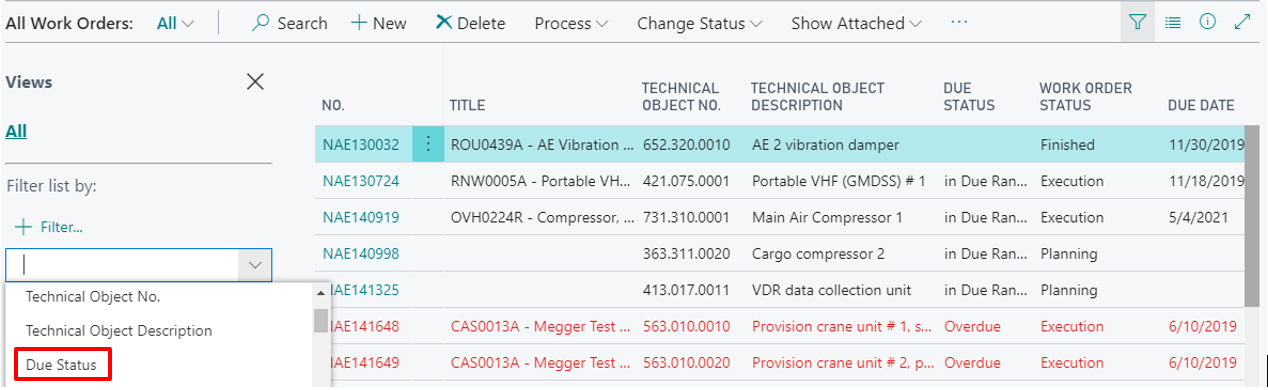 All Work Orders: All Search + New Delete Process Change Status Show Attached ...
Views
All
Filter list by:
+ Filter...
Technical Object No.
Technical Object Description
Due Status
NO. TITLE TECHNICAL OBJECT NO. TECHNICAL OBJECT DESCRIPTION DUE STATUS WORK ORDER STATUS DUE DATE
NAE130032 ROU0439A - AE Vibration ... 652.320.0010 AE 2 vibration damper Finished 11/30/2019
NAE130724 RNW0005A - Portable VH... 421.075.0001 Portable VHF (GMDSS) # 1 in Due Ran... Execution 11/18/2019
NAE140919 OVH0224R - Compressor, ... 731.310.0001 Main Air Compressor 1 in Due Ran... Execution 5/4/2021
NAE140998 363.311.0020 Cargo compressor 2 in Due Ran... Planning
NAE141325 413.017.0011 VDR data collection unit in Due Ran... Planning
NAE141648 CAS0013A - Megger Test ... 563.010.0010 Provision crane unit # 1, s... Overdue Execution 6/10/2019
NAE141649 CAS0013A - Megger Test ... 563.010.0020 Provision crane unit # 2, p... Overdue Execution 6/10/2019